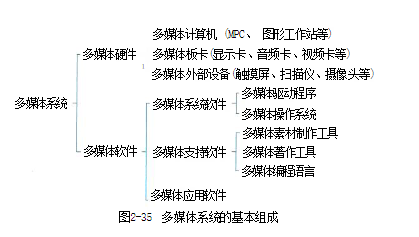 多媒体计算机 (MPC、 图形工作站等)
多媒体硬件
多媒体板卡(显示卡、音频卡、视频卡等)
多媒体外部设备(触摸屏、扫描仪、摄像头等)
多媒体系统
多媒体系统软件
多媒体驱动程序
多媒体操作系统
多媒体软件
多媒体支持软件
多媒体素材制作工具
多媒体著作工具
多媒体编程语言
多媒体应用软件
图2-35 多媒体系统的基本组成